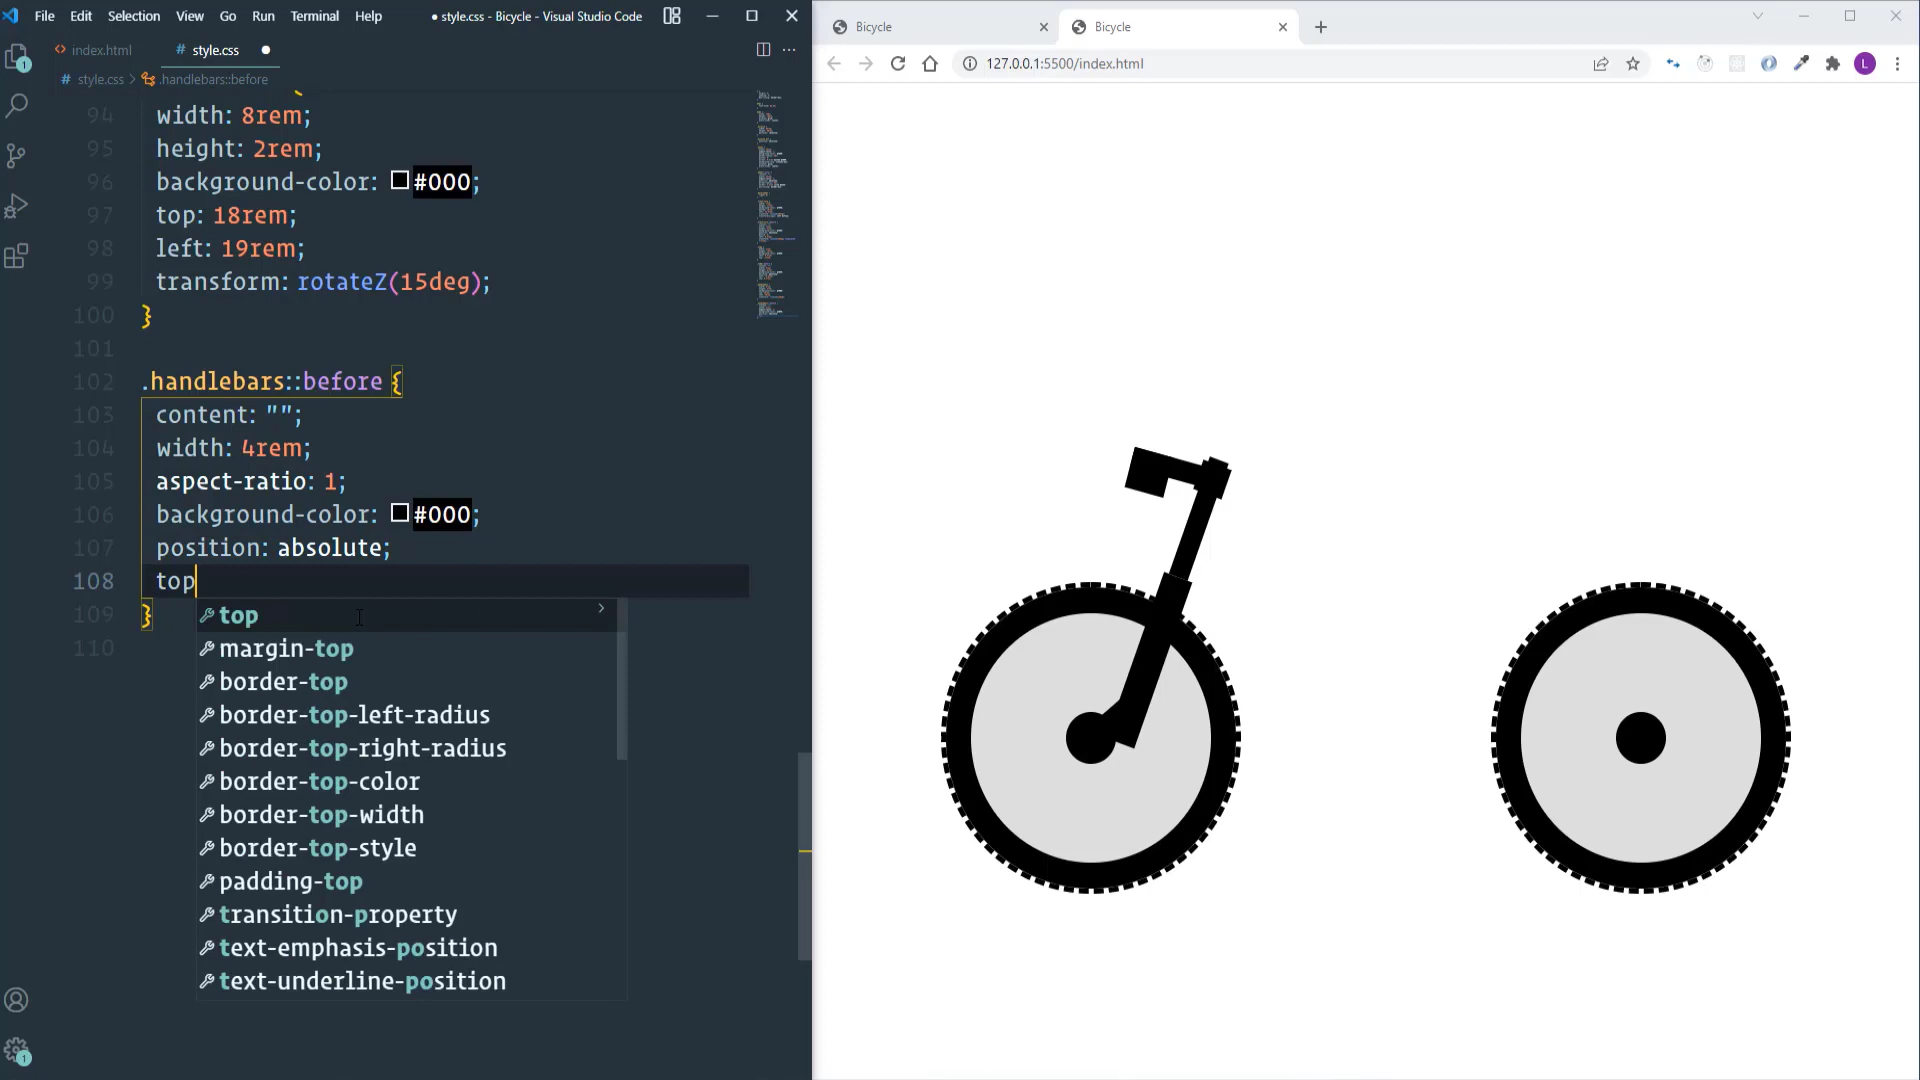 File Edit Selection View Go Run Terminal Help
● style.css - Bicycle - Visual Studio Code
index.html
# style.css ●
# style.css > .handlebars::before
94 width: 8rem;
95 height: 2rem;
96 background-color: #000;
97 top: 18rem;
98 left: 19rem;
99 transform: rotateZ(15deg);
100 }
101
102 .handlebars::before {
103 content: "";
104 width: 4rem;
105 aspect-ratio: 1;
106 background-color: #000;
107 position: absolute;
108 top
109 }
110
top
margin-top
border-top
border-top-left-radius
border-top-right-radius
border-top-color
border-top-width
border-top-style
padding-top
transition-property
text-emphasis-position
text-underline-position
1
1
Bicycle
Bicycle
127.0.0.1:5500/index.html
L